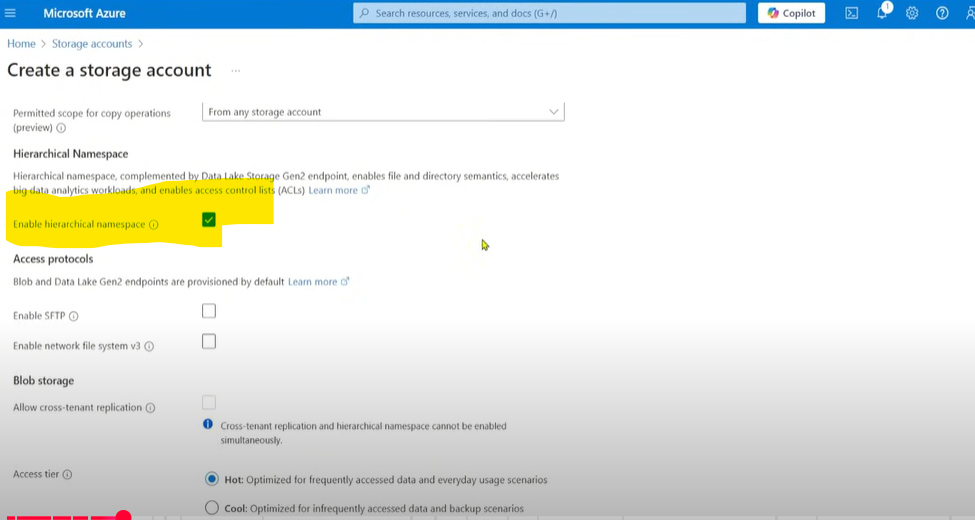 Microsoft Azure
Search resources, services, and docs (G+/)
Copilot
1
Home > Storage accounts >
Create a storage account ...
Permitted scope for copy operations
(preview)
From any storage account
Hierarchical Namespace
Hierarchical namespace, complemented by Data Lake Storage Gen2 endpoint, enables file and directory semantics, accelerates
big data analytics workloads, and enables access control lists (ACLs) Learn more
Enable hierarchical namespace
Access protocols
Blob and Data Lake Gen2 endpoints are provisioned by default Learn more
Enable SFTP
Enable network file system v3
Blob storage
Allow cross-tenant replication
Cross-tenant replication and hierarchical namespace cannot be enabled
simultaneously.
Access tier
Hot: Optimized for frequently accessed data and everyday usage scenarios
Cool: Optimized for infrequently accessed data and backup scenarios